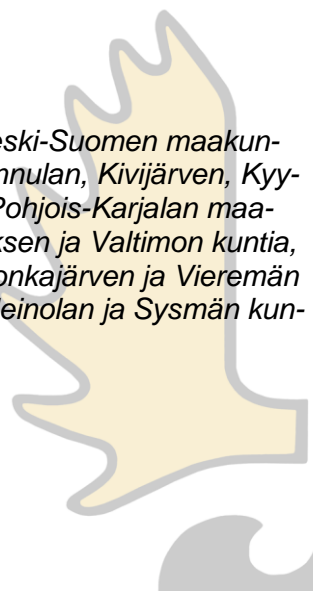 eski-Suomen maakun-
nnulan, Kivijärven, Kyy-
Pohjois-Karjalan maa-
ksen ja Valtimon kuntia,
onkajärven ja Vieremän
leinolan ja Sysmän kun-